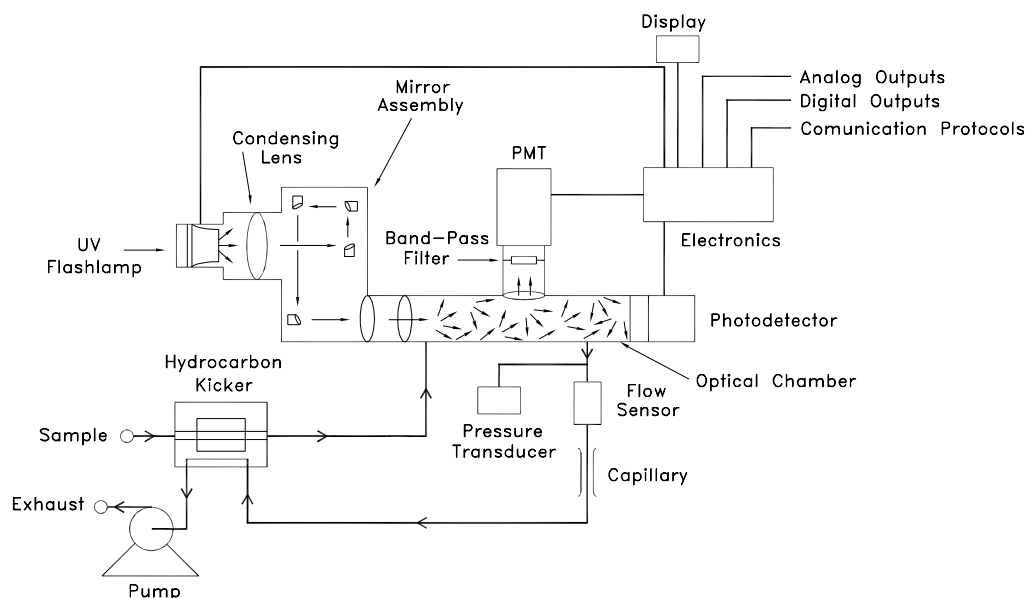 Display
Analog Outputs
Digital Outputs
Comunication Protocols
Mirror
Assembly
Condensing
Lens
PMT
Electronics
Band-Pass
Filter
UV
Flashlamp
Photodetector
Optical Chamber
Hydrocarbon
Kicker
Flow
Sensor
Pressure
Transducer
Sample
Capillary
Exhaust
Pump